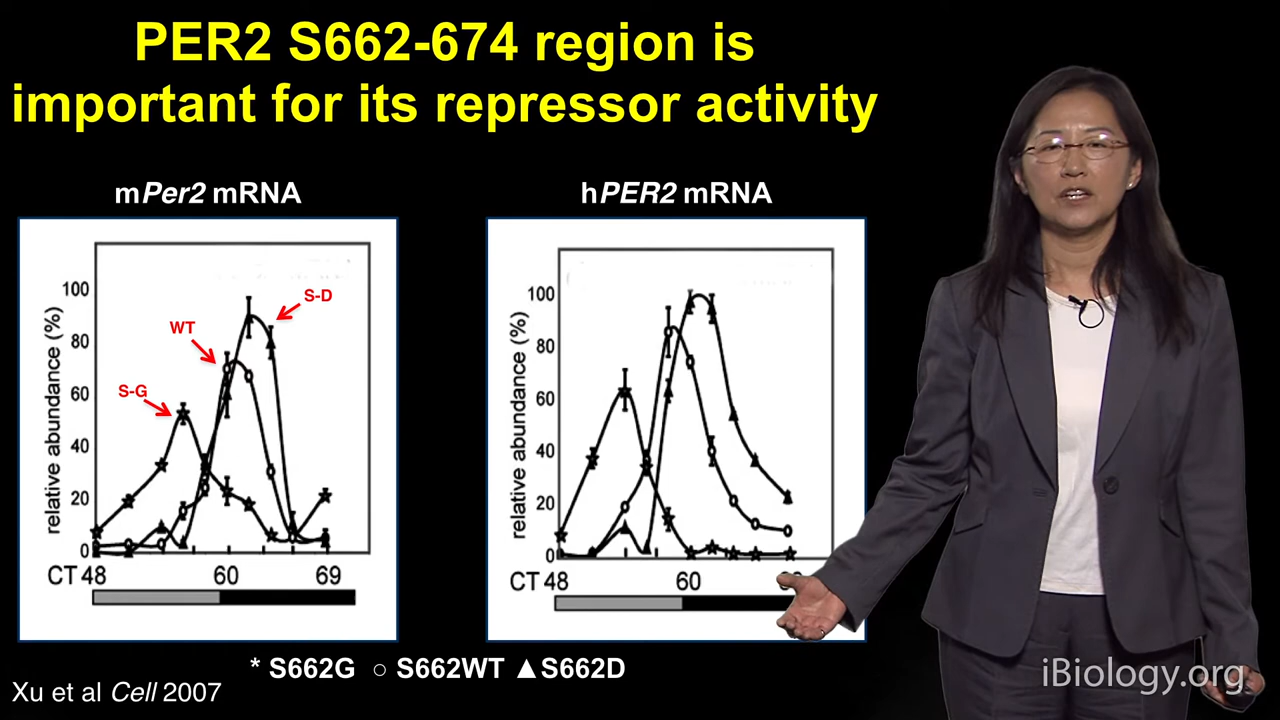 PER2 S662-674 region is
important for its repressor activity
mPer2 mRNA
hPER2 mRNA
relative abundance (%)
100
80
60
40
20
0
S-D
WT
S-G
CT 48
60
69
relative abundance (%)
100
80
60
40
20
0
CT 48
60
* S662G ○ S662WT ▲S662D
Xu et al Cell 2007
iBiology.org